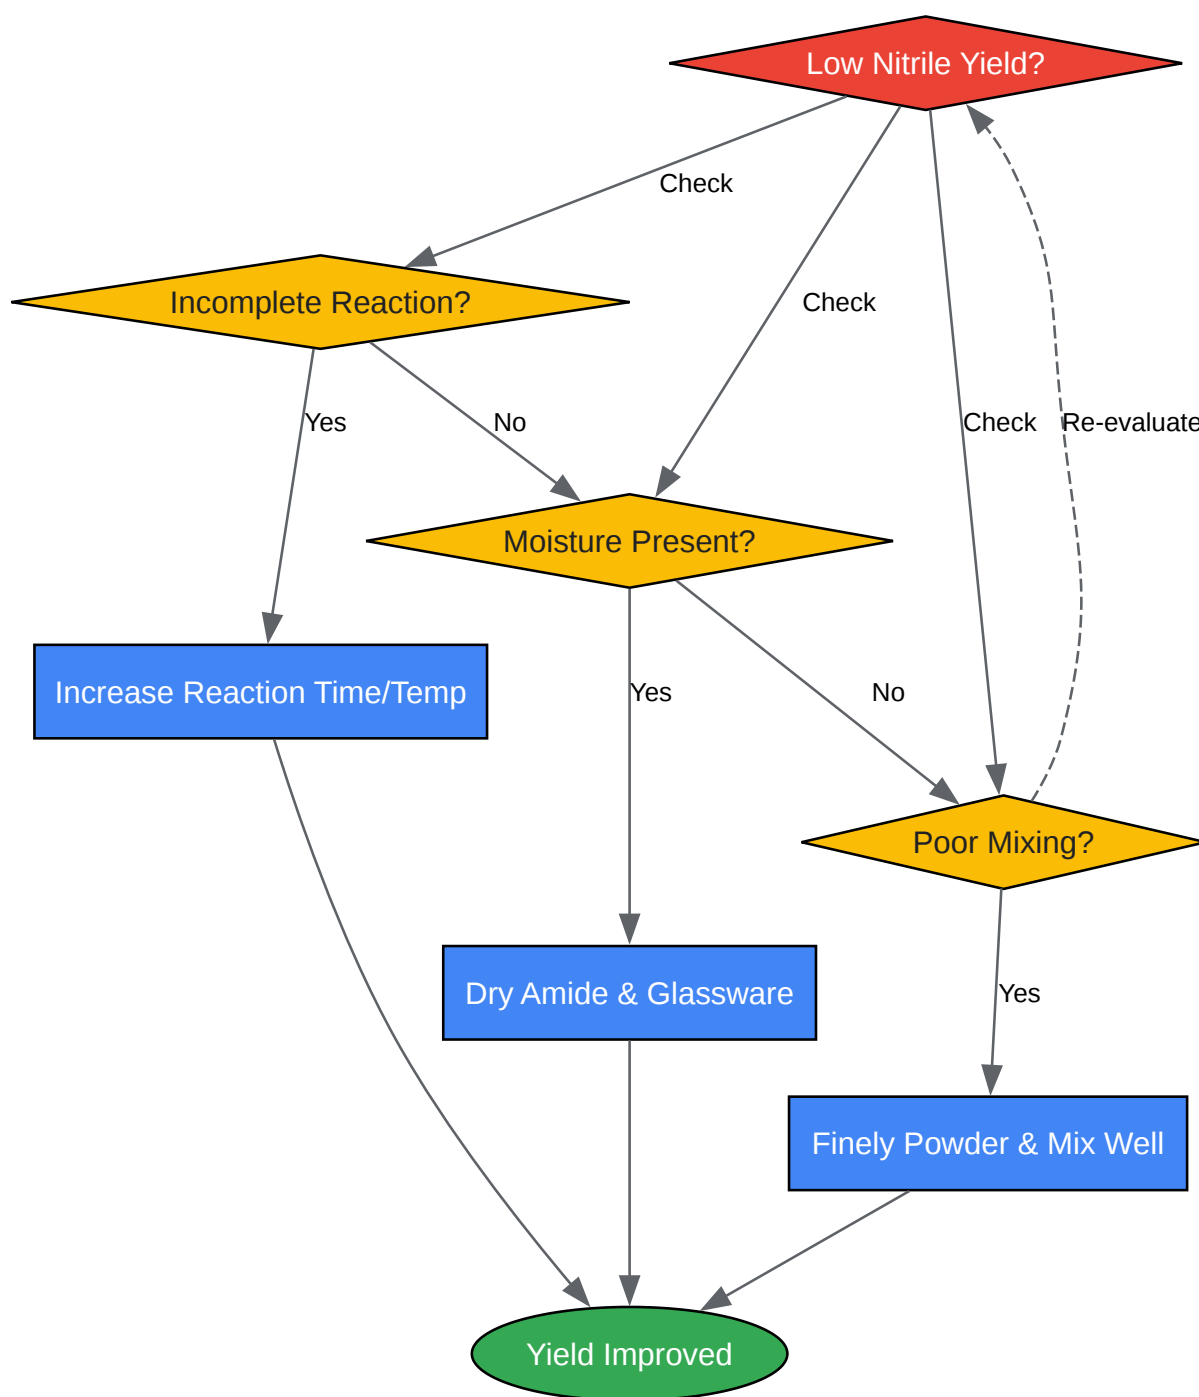 Low Nitrile Yield?
Check
Incomplete Reaction?
Check
Yes
No
Check
Re-evaluate
Moisture Present?
Increase Reaction Time/Temp
Yes
No
Poor Mixing?
Dry Amide & Glassware
Yes
Finely Powder & Mix Well
Yield Improved